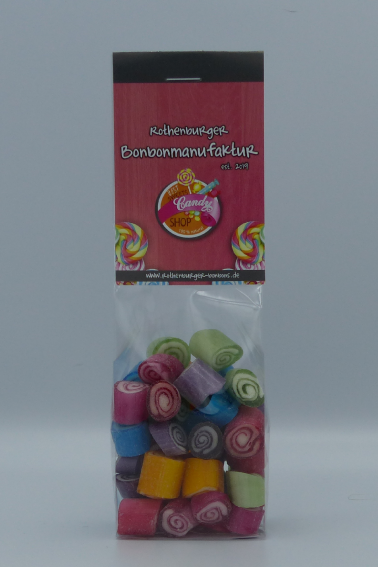 Rothenburger
Bonbonmanufaktur
est. 2019
Candy
SHOP
www.rothenburger-bonbons.de